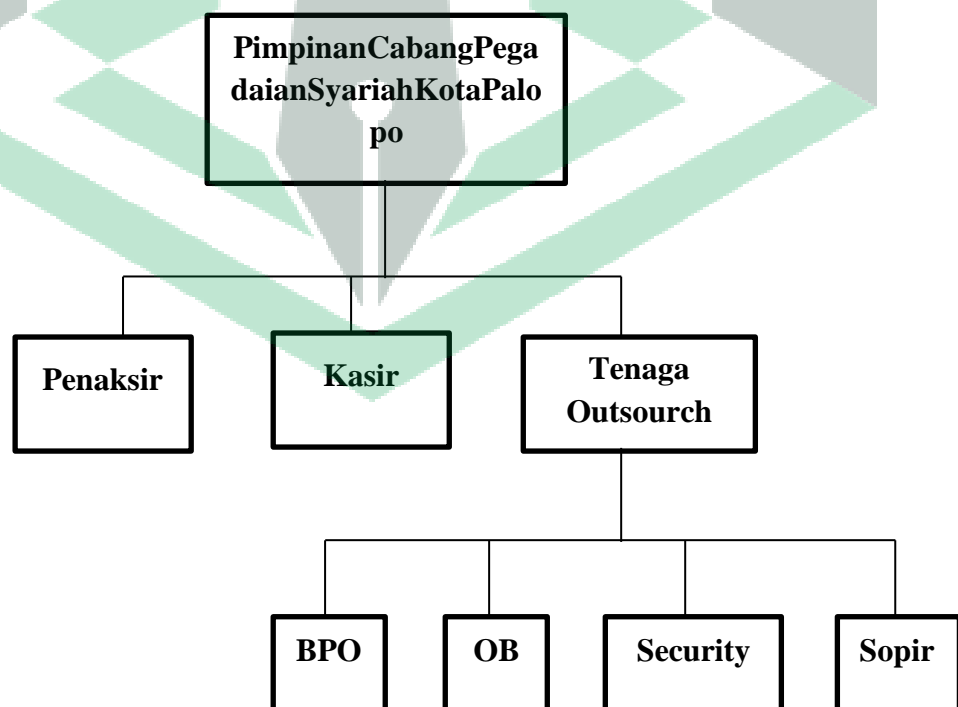 PimpinanCabangPega
daianSyariahKotaPalo
po
Penaksir
Kasir
Tenaga
Outsourch
BPO
OB
Security
Sopir